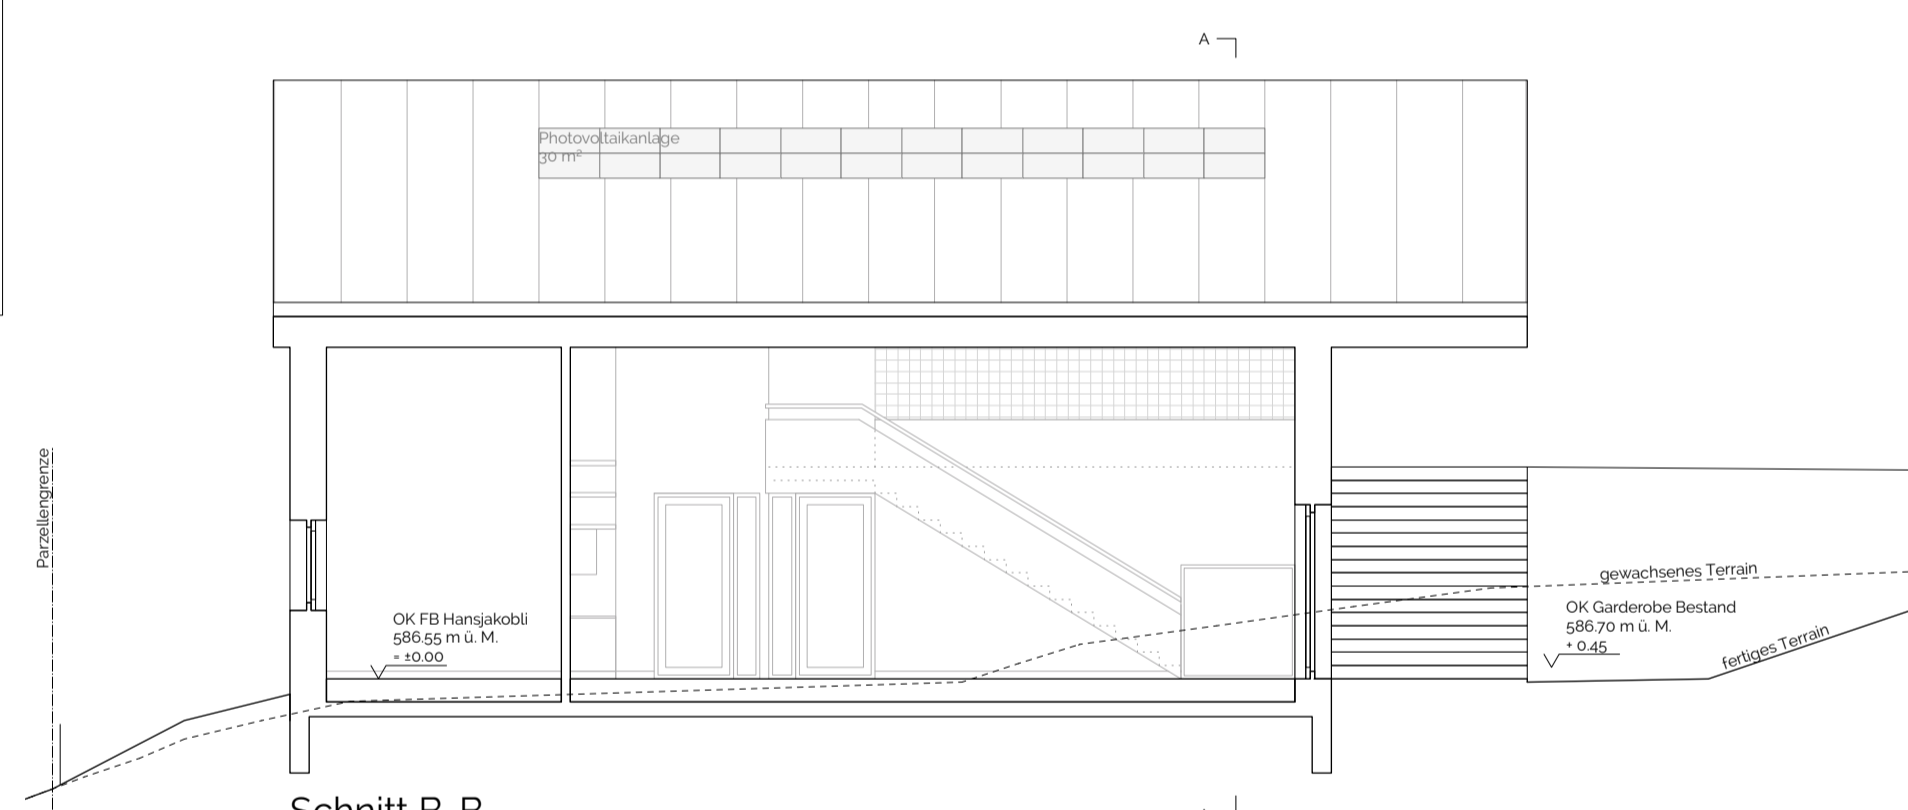 A
Photovoltaikanlage
30 m²
Parzellengrenze
OK FB Hansjakobli
586.55 m ü. M.
= ±0.00
gewachsenes Terrain
OK Garderobe Bestand
586.70 m ü. M.
+ 0.45
fertiges Terrain
Schnitt B-B